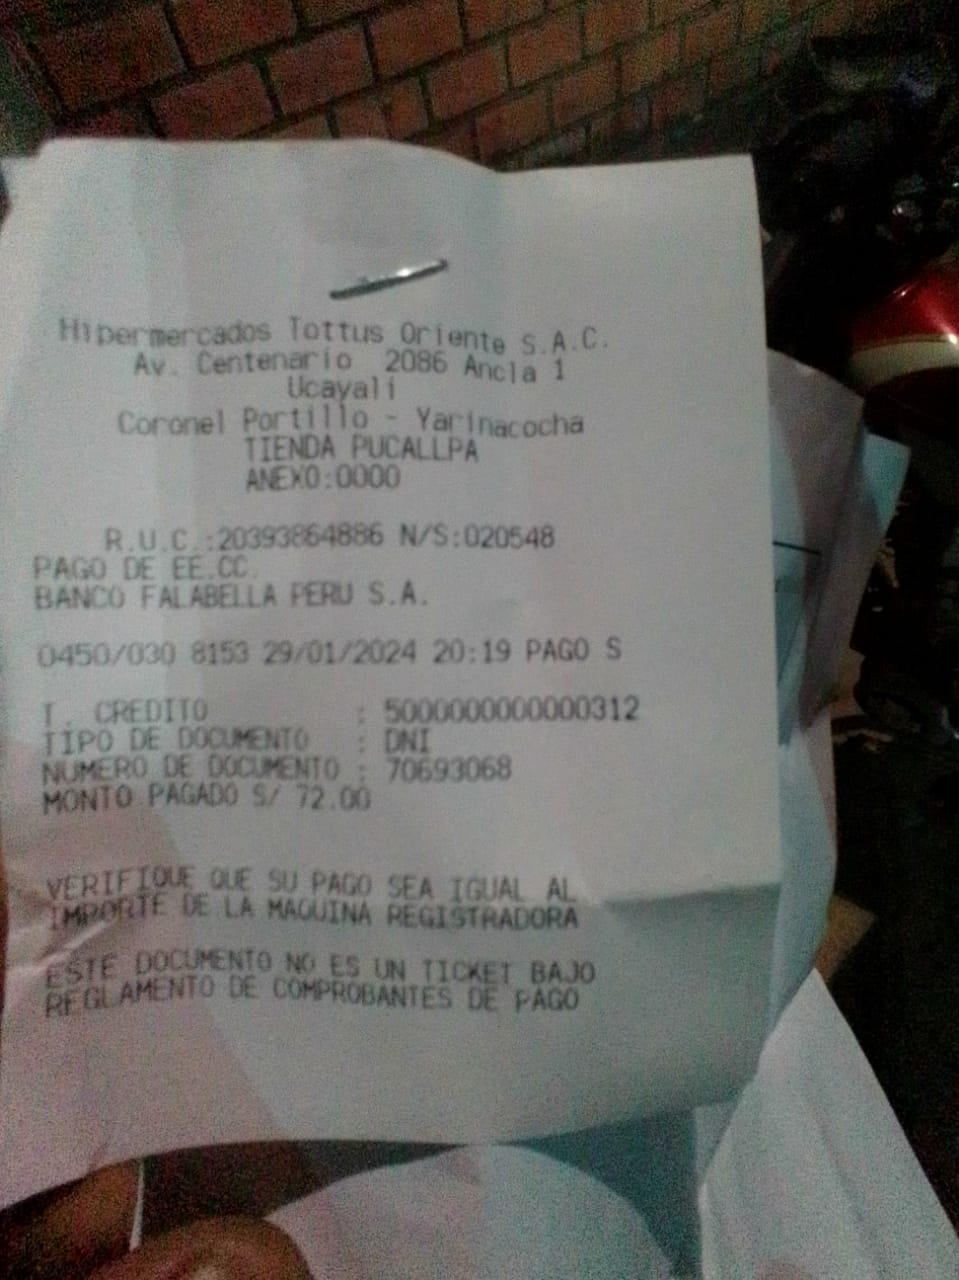 Hipermercados Tottus Oriente S.A.C.
Av. Centenario 2086 Ancla 1
Ucayali
Coronel Portillo - Yarinacocha
TIENDA PUCALLPA
ANEXO:0000
R.U.C.:20393864886 N/S:020548
PAGO DE EE.CC.
BANCO FALABELLA PERU S.A.
0450/030 8153 29/01/2024 20:19 PAGO S
T. CREDITO : 5000000000000312
TIPO DE DOCUMENTO : DNI
NUMERO DE DOCUMENTO : 70693068
MONTO PAGADO S/ 72.00
VERIFIQUE QUE SU PAGO SEA IGUAL AL
IMPORTE DE LA MAQUINA REGISTRADORA
ESTE DOCUMENTO NO ES UN TICKET BAJO
REGLAMENTO DE COMPROBANTES DE PAGO